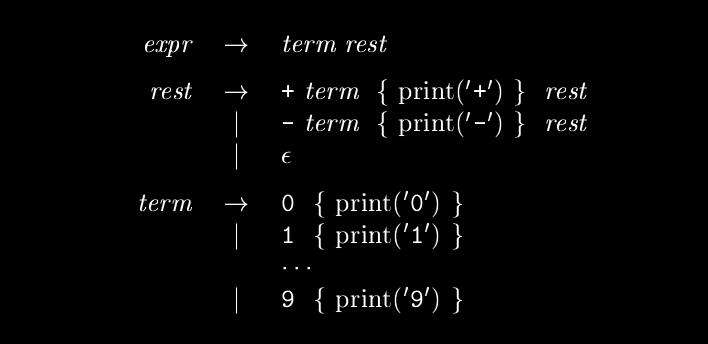 expr → term rest
rest → + term { print('+') } rest
| - term { print('-') } rest
| ϵ
term → 0 { print('0') }
| 1 { print('1') }
...
| 9 { print('9') }